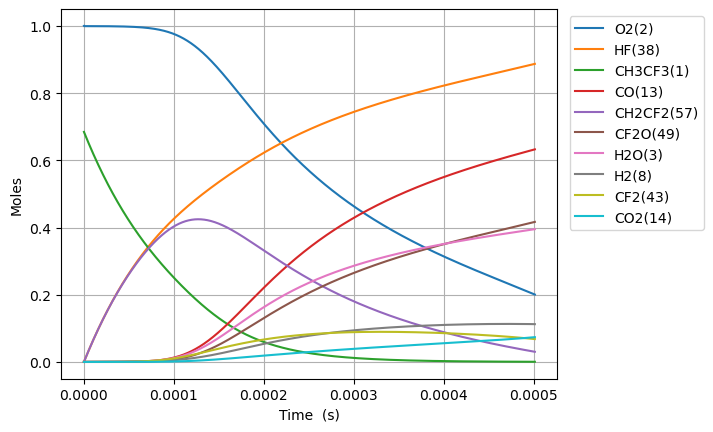 1.0
0.8
0.6
0.4
0.2
0.0
Moles
0.0000
0.0001
0.0002
0.0003
0.0004
0.0005
Time (s)
O2(2)
HF(38)
CH3CF3(1)
CO(13)
CH2CF2(57)
CF2O(49)
H2O(3)
H2(8)
CF2(43)
CO2(14)